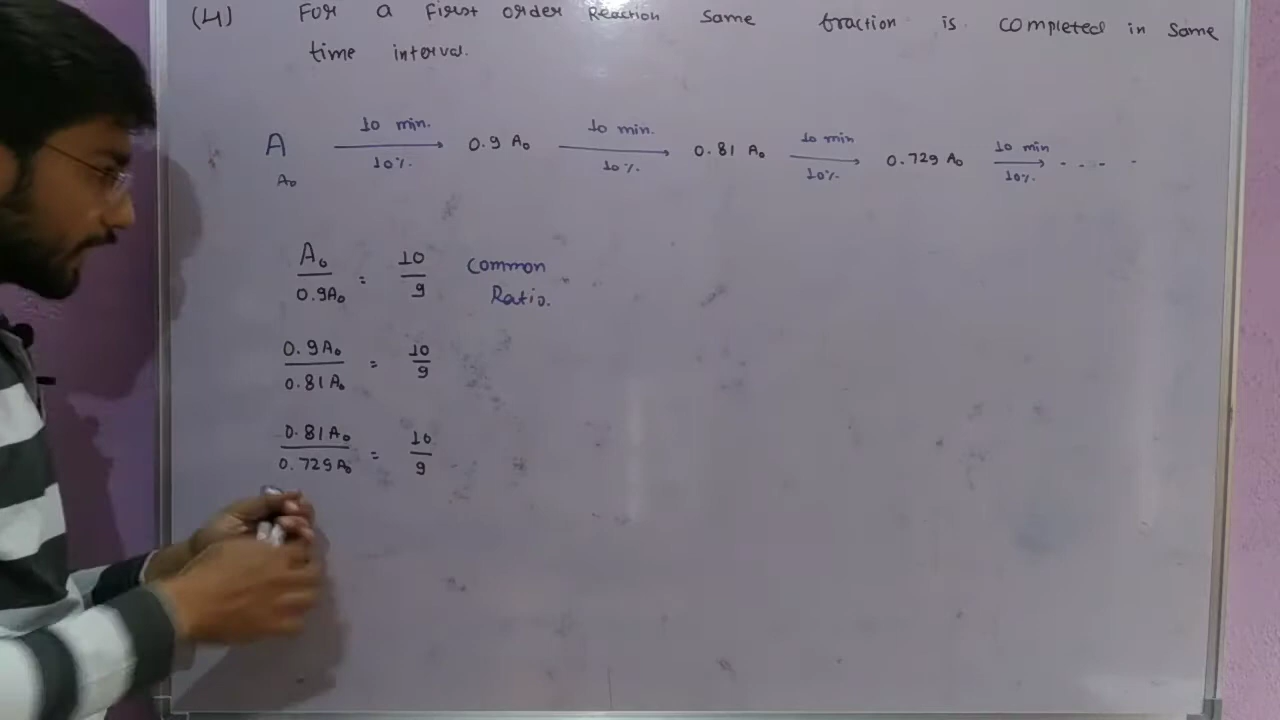 (4) For a First order Reaction Same fraction is completed in Same
time interval.
A 10 min. 10% 0.9 A₀ 10 min. 10% 0.81 A₀ 10 min 10% 0.729 A₀ 10 min 10% - - - -
A₀
A₀/0.9A₀ = 10/9 Common
Ratio.
0.9A₀/0.81A₀ = 10/9
0.81A₀/0.729A₀ = 10/9